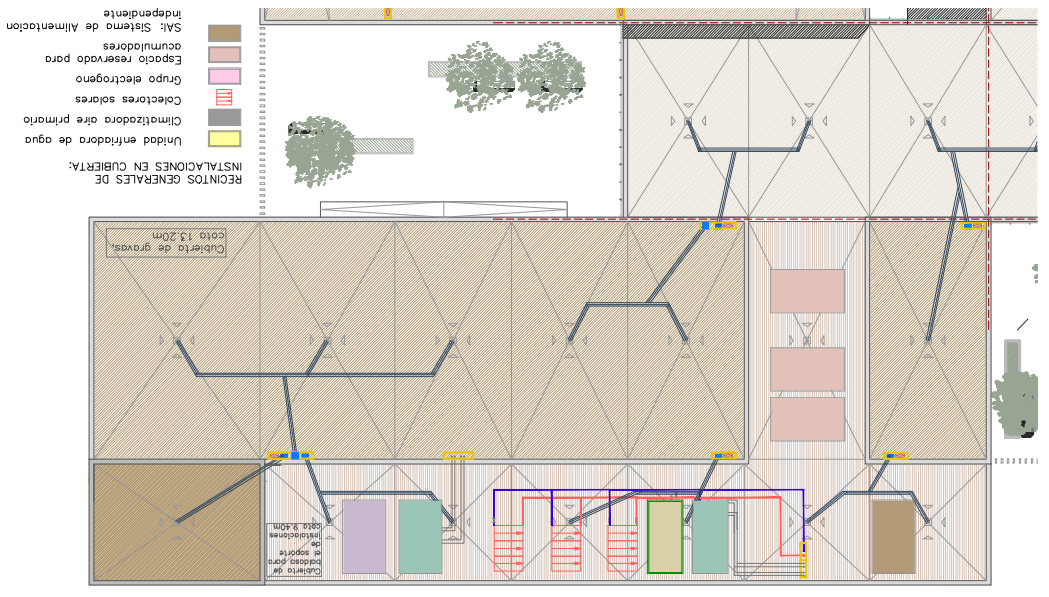 RECINTOS GENERALES DE
INSTALACIONES EN CUBIERTA:
Unidad enfriadora de agua
Climatizadora aire primario
Colectores solares
Grupo electrogeno
Espacio reservado para
acumuladores
SAI: Sistema de Alimentacion
independiente
Cubierta de gravas,
cota 13.20m
Cubierta de
baldosa para
el soporte
de
instalaciones
cota 9.40m